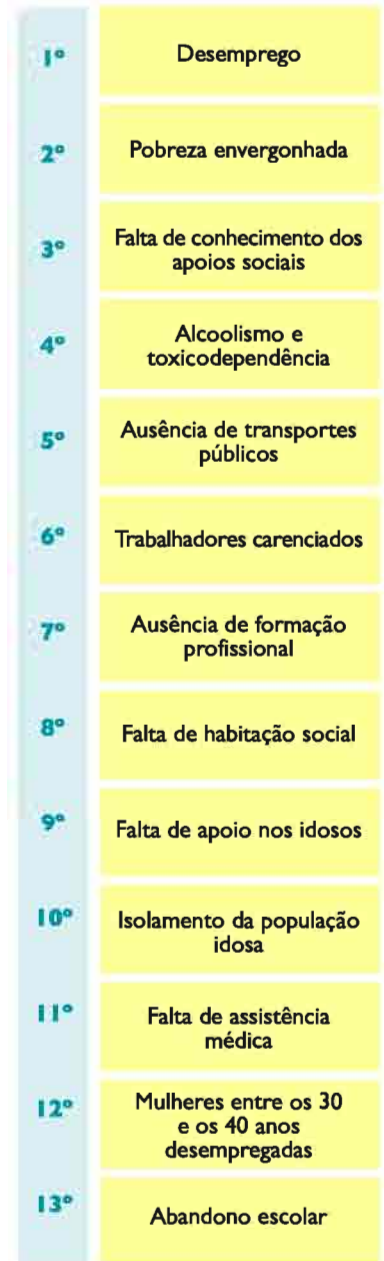 1º
Desemprego
2º
Pobreza envergonhada
3º
Falta de conhecimento dos
apoios sociais
4º
Alcoolismo e
toxicodependência
5º
Ausência de transportes
públicos
6º
Trabalhadores carenciados
7º
Ausência de formação
profissional
8º
Falta de habitação social
9º
Falta de apoio nos idosos
10º
Isolamento da população
idosa
11º
Falta de assistência
médica
12º
Mulheres entre os 30
e os 40 anos
desempregadas
13º
Abandono escolar